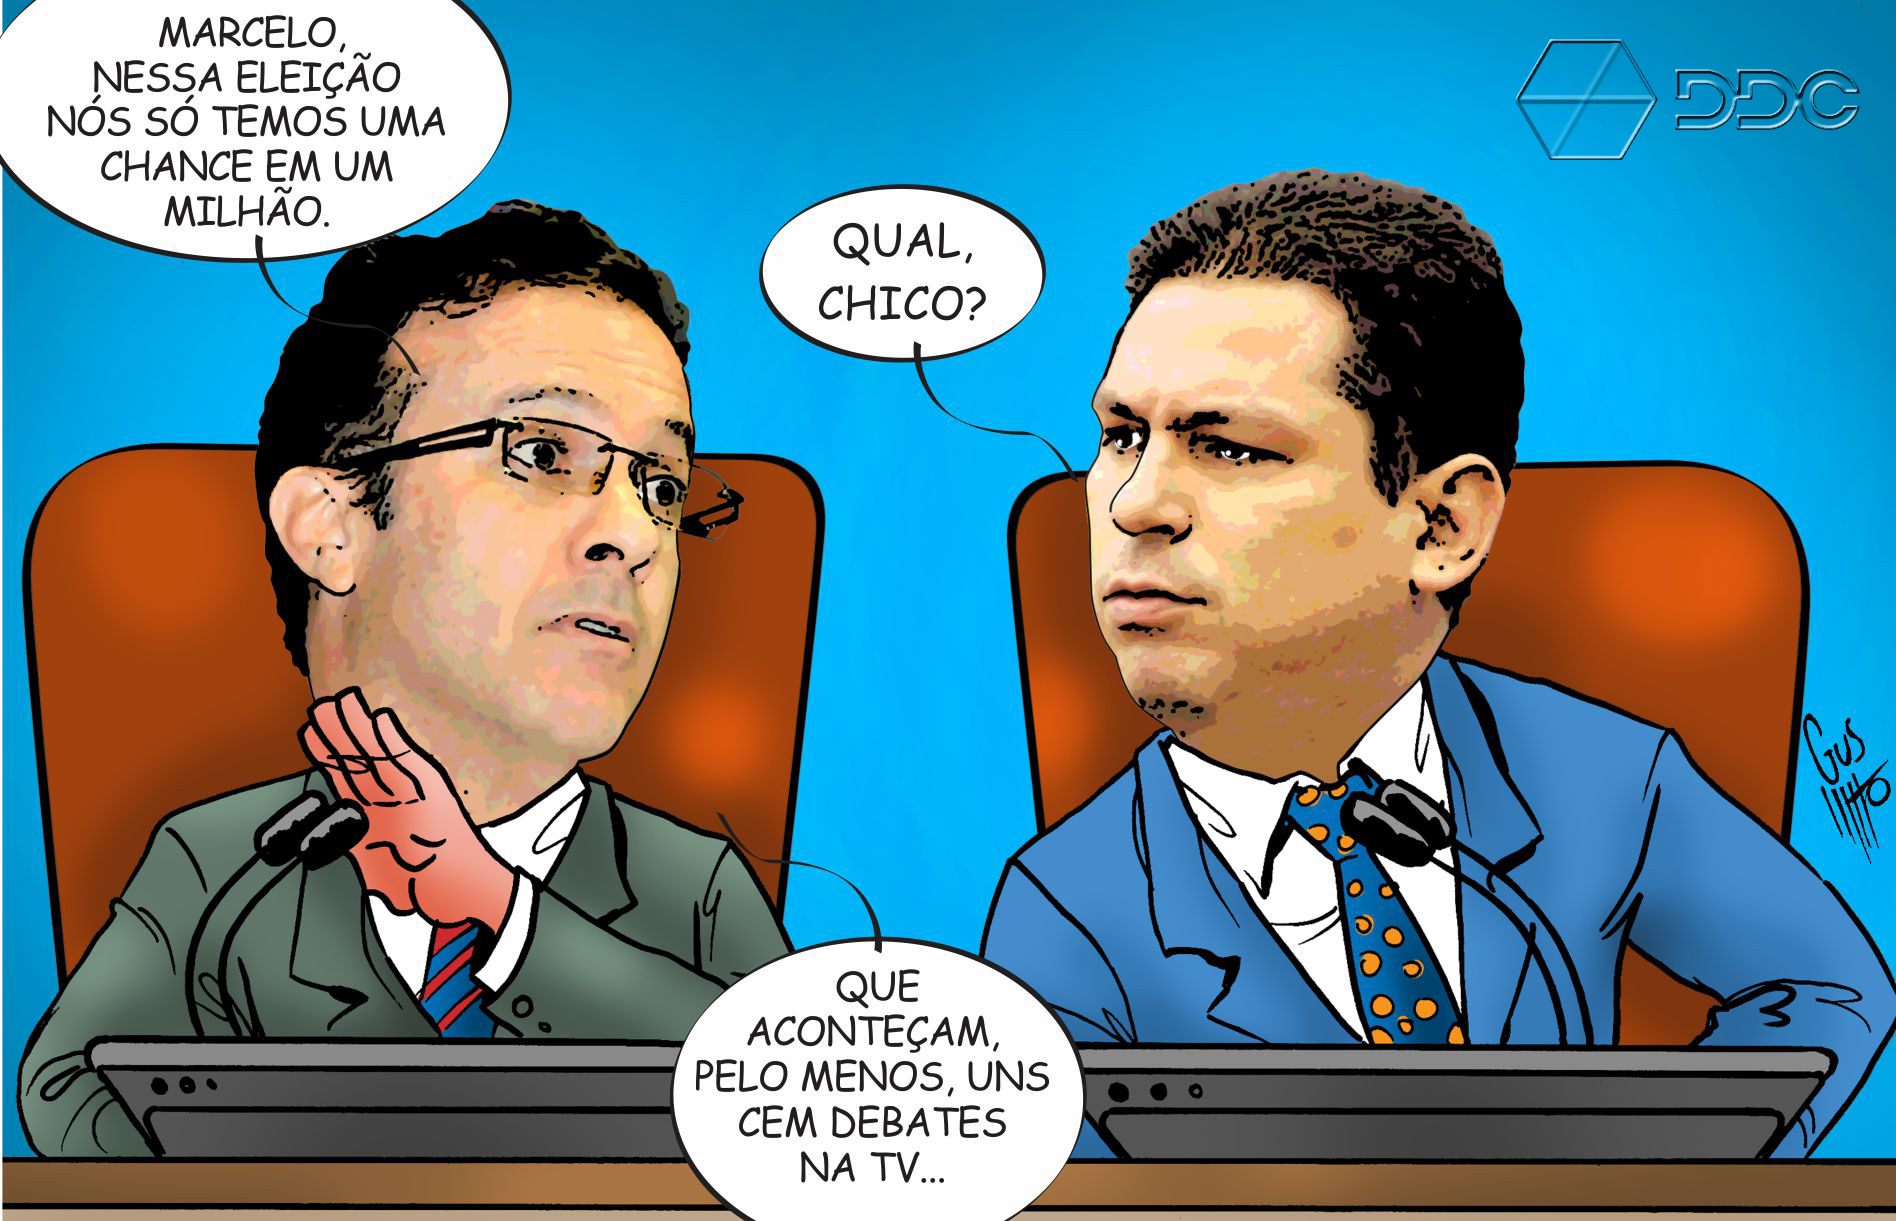 MARCELO,
NESSA ELEIÇÃO
NÓS SÓ TEMOS UMA
CHANCE EM UM
MILHÃO.
QUAL,
CHICO?
QUE
ACONTEÇAM,
PELO MENOS, UNS
CEM DEBATES
NA TV...
DDC
GUS